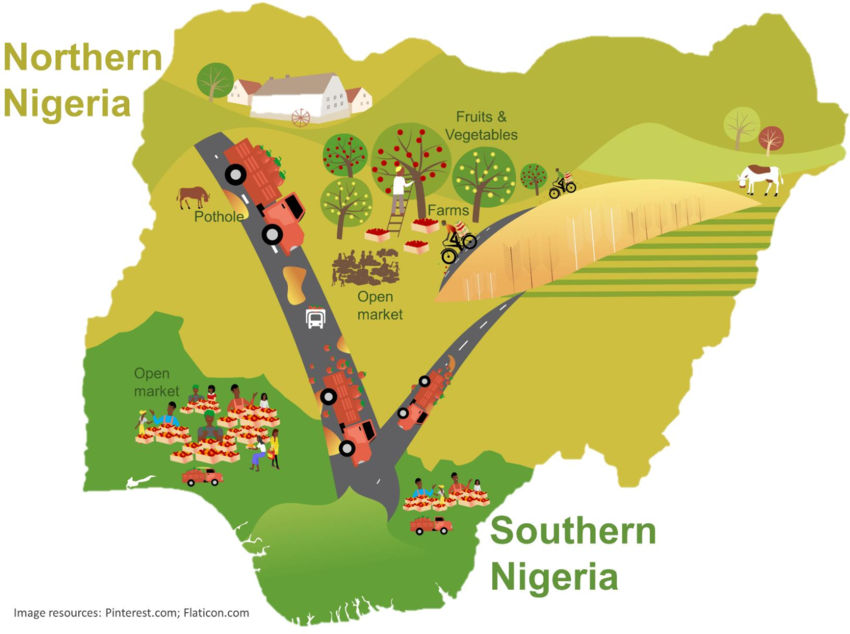 Northern
Nigeria
Fruits &
Vegetables
Pothole
Farms
Open
market
Open
market
Southern
Nigeria
Image resources: Pinterest.com; Flaticon.com